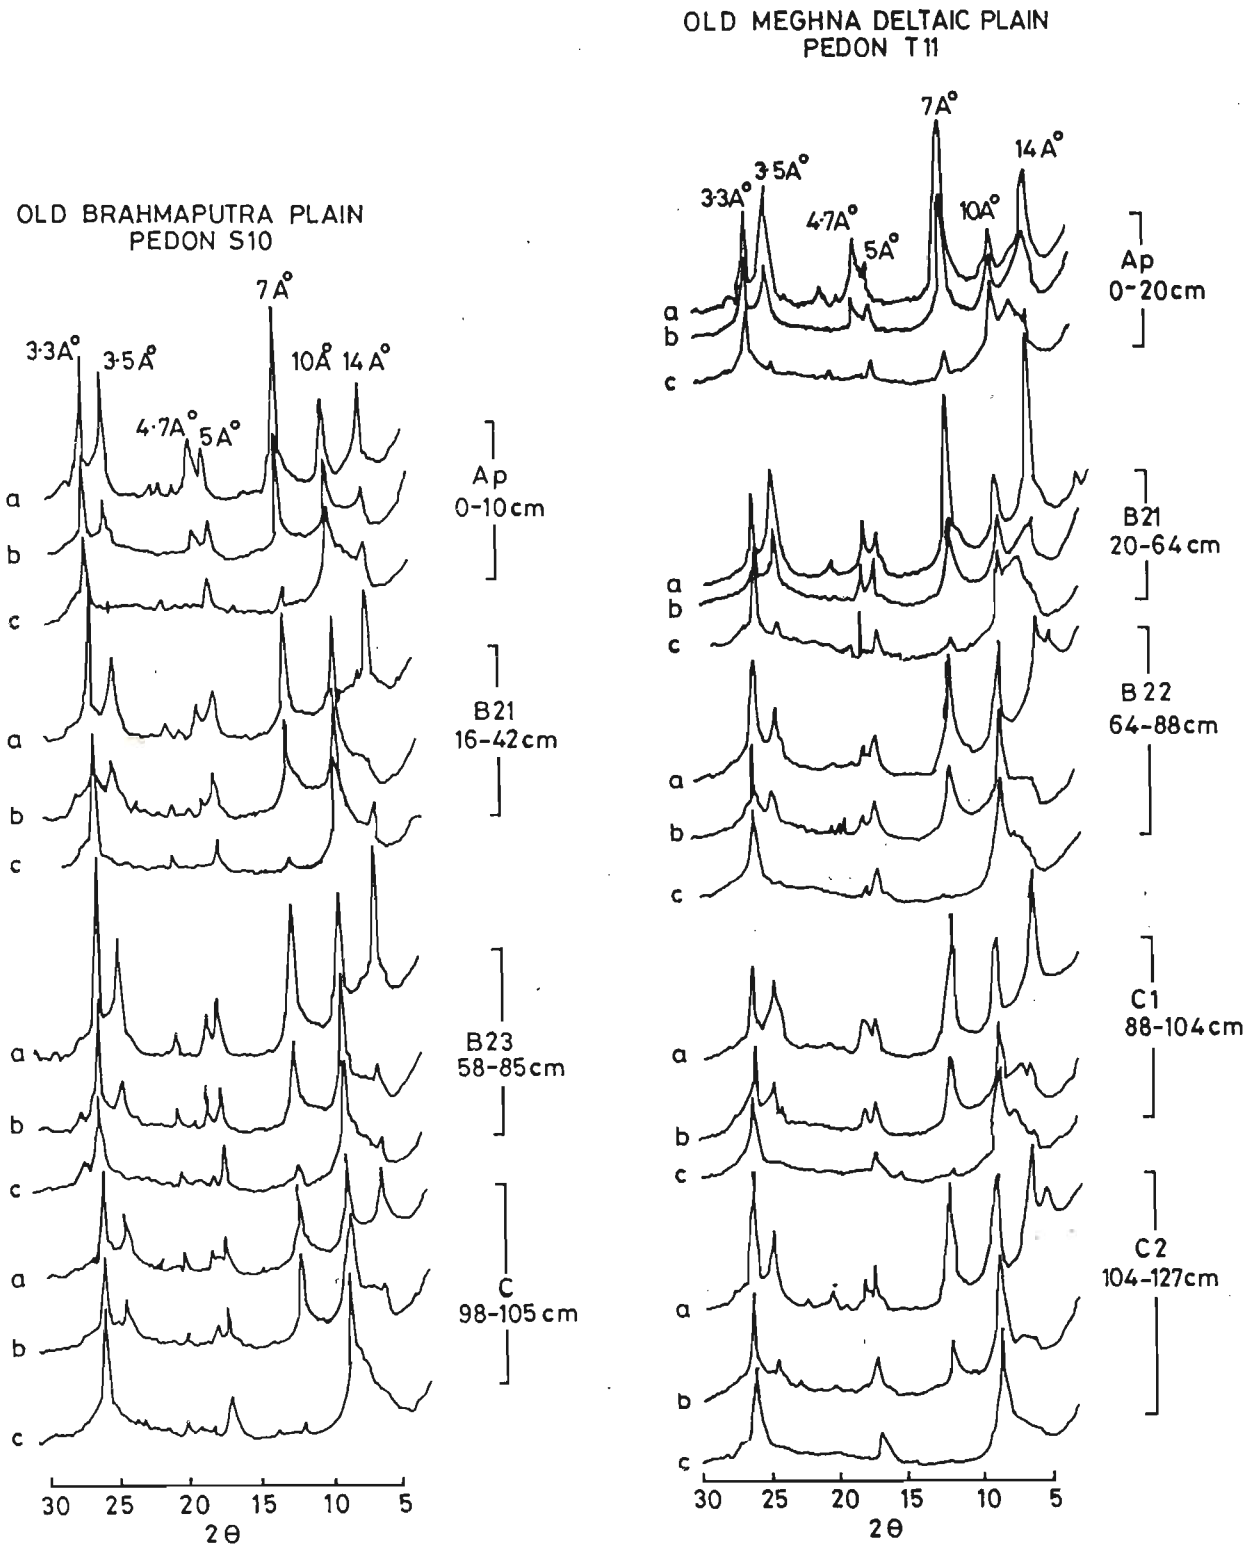 OLD BRAHMAPUTRA PLAIN
PEDON S10
7A°
3·3A°
3·5A°
10A°
14A°
4·7A°
5A°
a
b
c
Ap
0-10cm
a
b
c
B21
16-42cm
a
b
c
B23
58-85cm
a
b
c
C
98-105cm
30 25 20 15 10 5
2θ
OLD MEGHNA DELTAIC PLAIN
PEDON T11
7A°
14A°
3·5A°
3·3A°
10A°
4·7A°
5A°
a
b
c
Ap
0-20cm
a
b
c
B21
20-64cm
a
b
c
B22
64-88cm
a
b
c
C1
88-104cm
a
b
c
C2
104-127cm
30 25 20 15 10 5
2θ